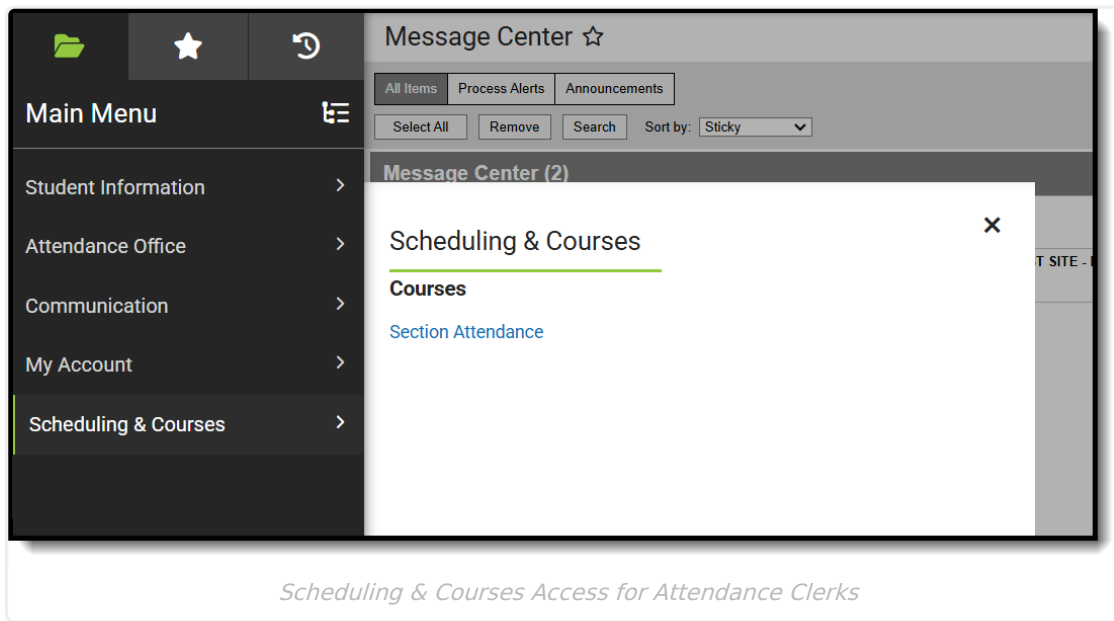 Message Center
All Items Process Alerts Announcements
Main Menu
Select All Remove Search Sort by: Sticky
Message Center (2)
Student Information
Scheduling & Courses
Attendance Office
T SITE -
Courses
Communication
Section Attendance
My Account
Scheduling & Courses
Scheduling & Courses Access for Attendance Clerks